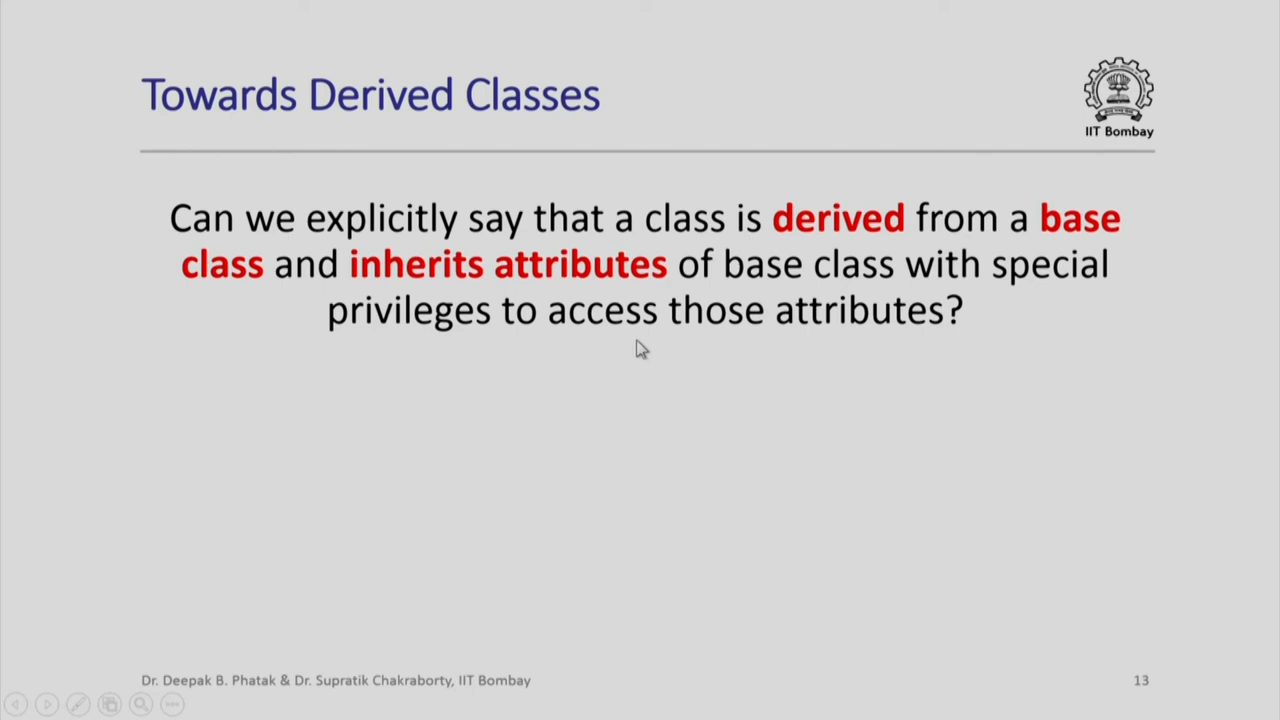 Towards Derived Classes
IIT Bombay
Can we explicitly say that a class is derived from a base
class and inherits attributes of base class with special
privileges to access those attributes?
Dr. Deepak B. Phatak & Dr. Supratik Chakraborty, IIT Bombay
13